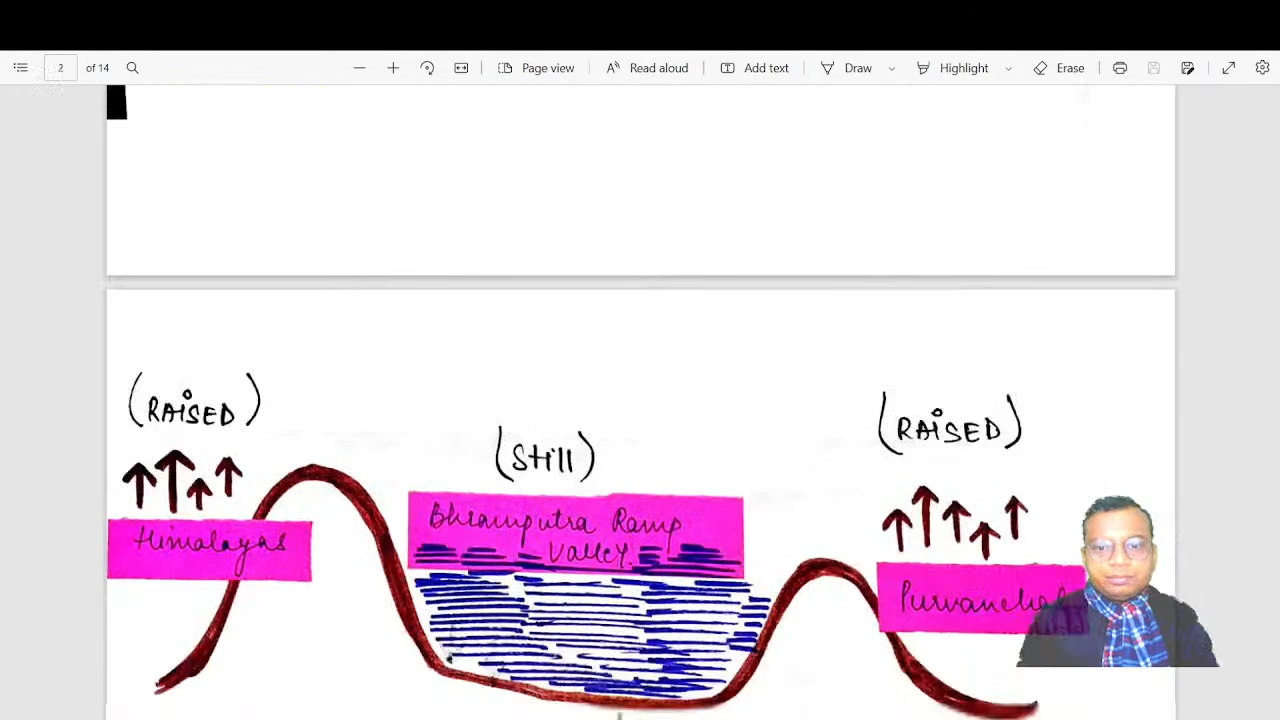 2 of 14
Page view
Read aloud
Add text
Draw
Highlight
Erase
(RAiSED)
(RAiSED)
(Still)
Himalayas
Bhramputra Ramp
Valley.
Purvanchal